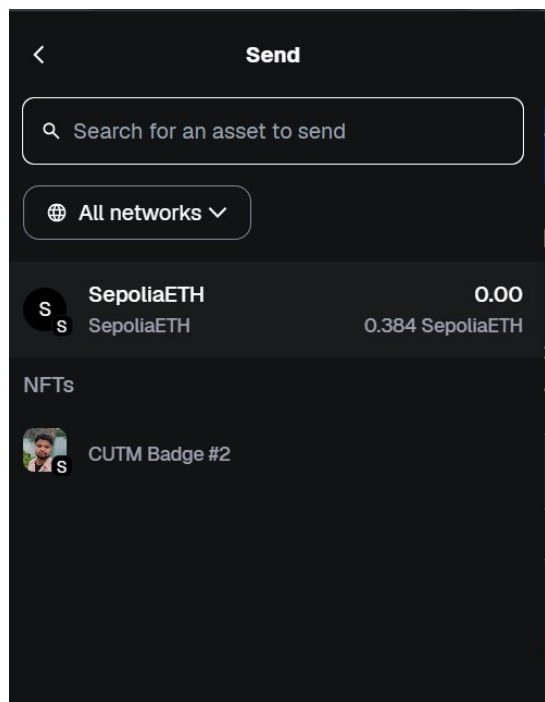 Send
Search for an asset to send
All networks
S
S
SepoliaETH
0.00
SepoliaETH
0.384 SepoliaETH
NFTs
S
CUTM Badge #2